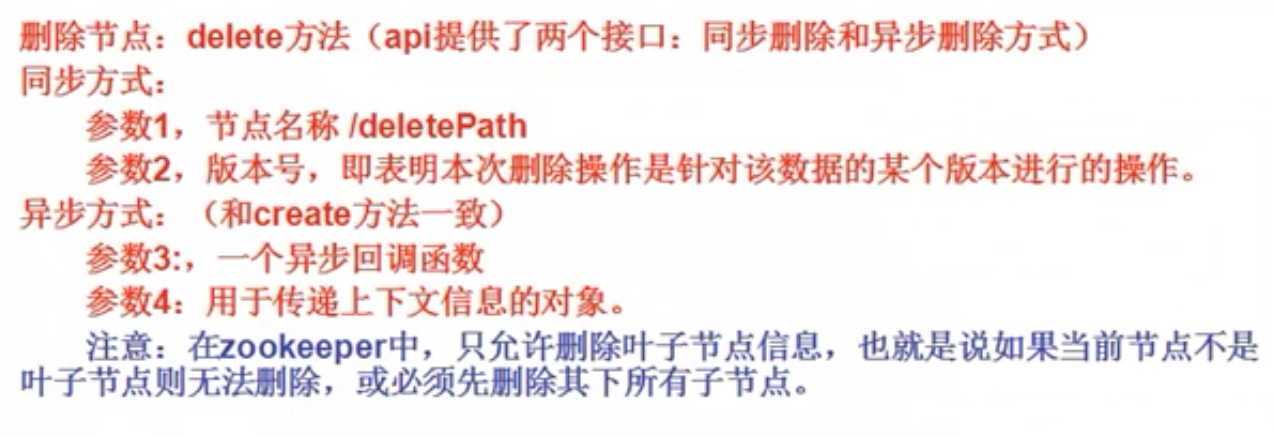 删除节点：delete方法（api提供了两个接口：同步删除和异步删除方式）
同步方式：
参数1，节点名称 /deletePath
参数2，版本号，即表明本次删除操作是针对该数据的某个版本进行的操作。
异步方式：（和create方法一致）
参数3:，一个异步回调函数
参数4：用于传递上下文信息的对象。
注意：在zookeeper中，只允许删除叶子节点信息，也就是说如果当前节点不是
叶子节点则无法删除，或必须先删除其下所有子节点。